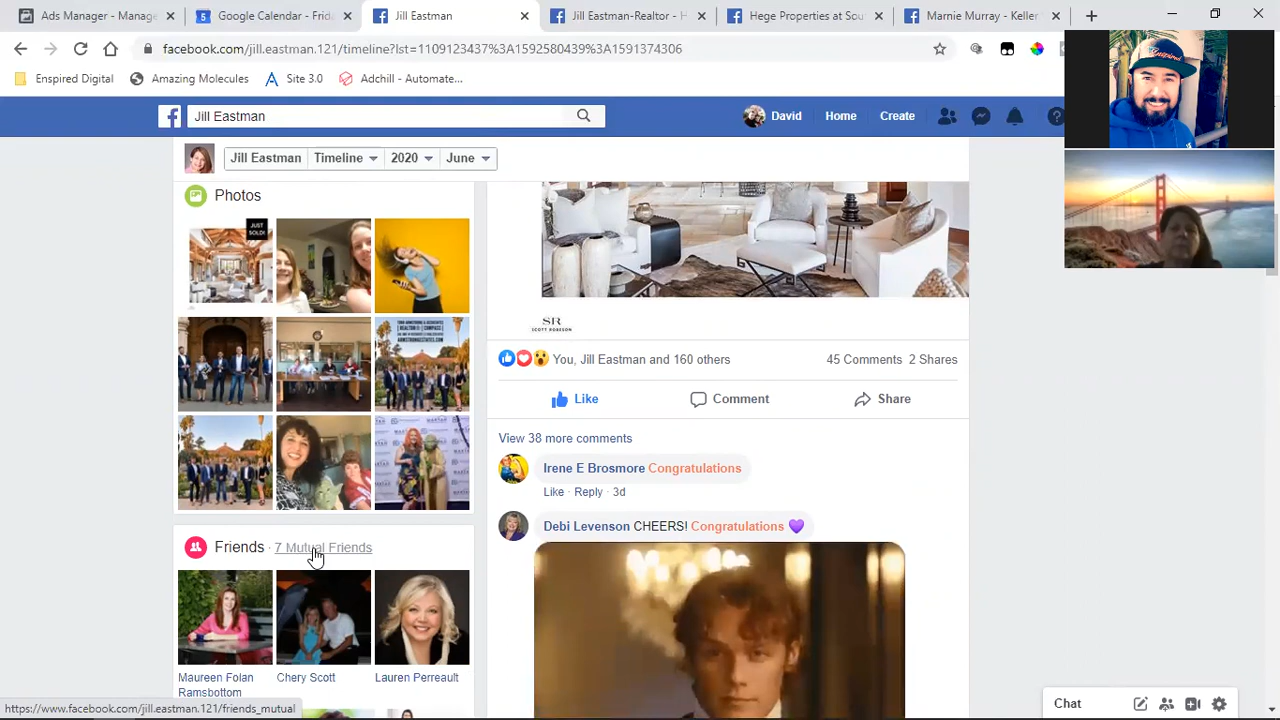 Ads Manager - Manage
Google Calendar - Frid
Jill Eastman
Jill Eastman-Realtor - H
Hege Properties at Sou
Marnie Murray - Keller
facebook.com/jill.eastman.121/timeline?lst=1109123437%3A1592580439%3A1591374306
Enspired Digital
Amazing Molecules
Site 3.0
Adchill - Automate...
Jill Eastman
David
Home
Create
Jill Eastman
Timeline
2020
June
Photos
JUST
SOLD!
SR
SCOTT ROBESON
You, Jill Eastman and 160 others
45 Comments 2 Shares
Like
Comment
Share
View 38 more comments
Irene E Brosmore Congratulations
Like · Reply · 3d
Debi Levenson CHEERS! Congratulations
Friends · 7 Mutual Friends
Maureen Folan
Ramsbottom
Chery Scott
Lauren Perreault
https://www.facebook.com/jill.eastman.121/friends_mutual
Chat